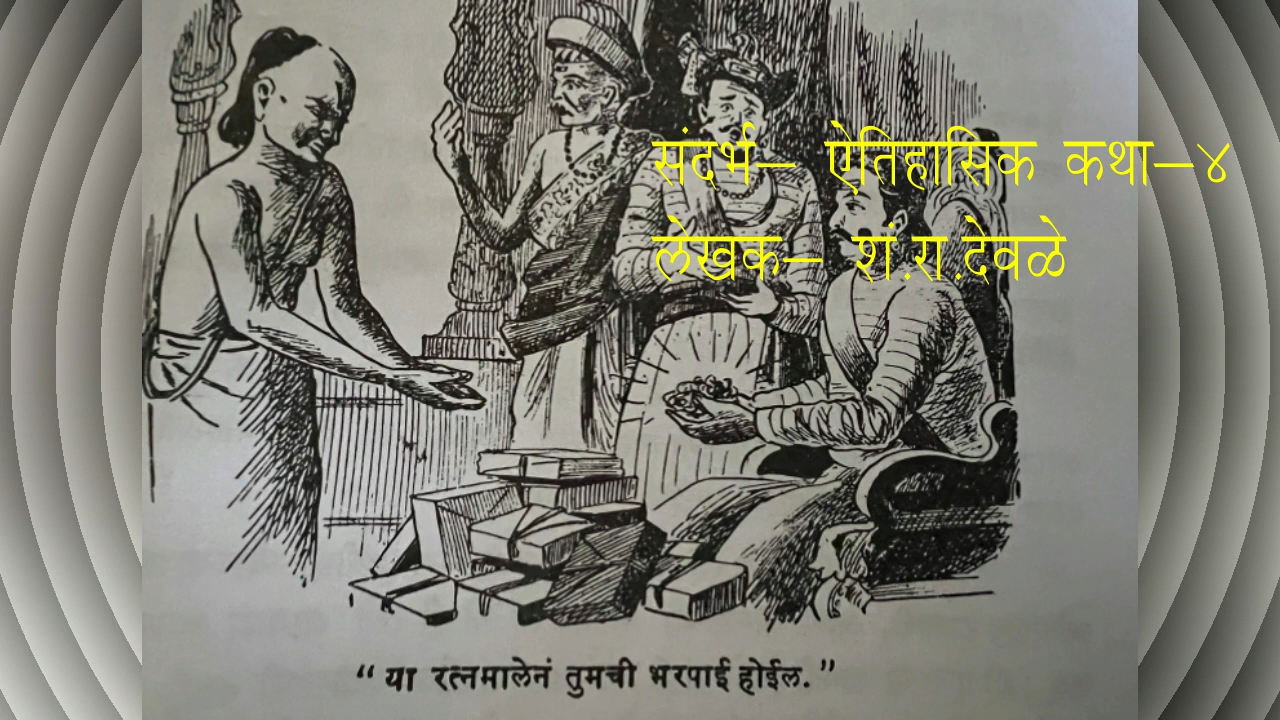 संदर्भ– ऐतिहासिक कथा–४
लेखक– शं.रा.देवळे
“ या रत्नमालेनं तुमची भरपाई होईल. ”